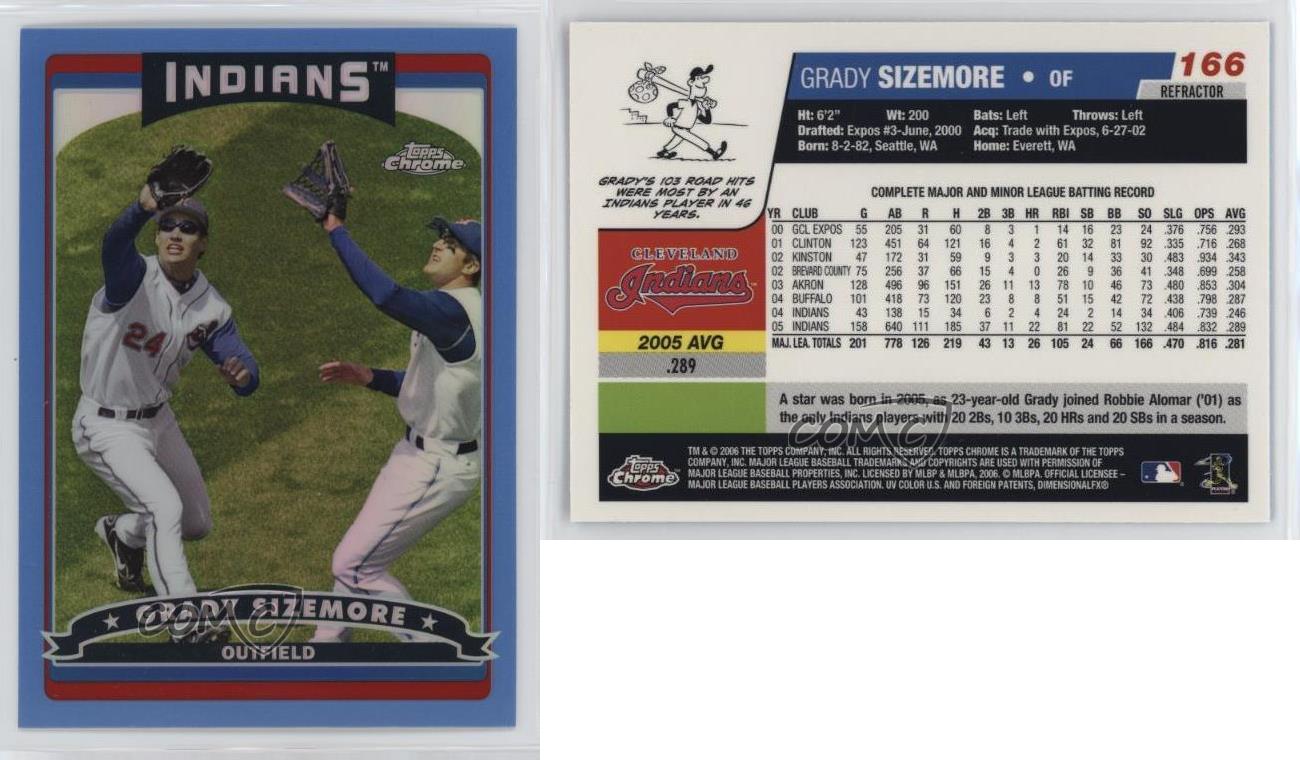 INDIANS™
Topps
Chrome
24
GRADY SIZEMORE
OUTFIELD
COMC
GRADY SIZEMORE • OF
166
REFRACTOR
Ht: 6'2" Wt: 200 Bats: Left Throws: Left
Drafted: Expos #3-June, 2000 Acq: Trade with Expos, 6-27-02
Born: 8-2-82, Seattle, WA Home: Everett, WA
GRADY'S 103 ROAD HITS
WERE MOST BY AN
INDIANS PLAYER IN 46
YEARS.
CLEVELAND
Indians
2005 AVG
.289
COMPLETE MAJOR AND MINOR LEAGUE BATTING RECORD
YR CLUB G AB R H 2B 3B HR RBI SB BB SO SLG OPS AVG
00 GCL EXPOS 55 205 31 60 8 3 1 14 16 23 24 .376 .756 .293
01 CLINTON 123 451 64 121 16 4 2 61 32 81 92 .335 .716 .268
02 KINSTON 47 172 31 59 9 3 3 20 14 33 30 .483 .934 .343
02 BREVARD COUNTY 75 256 37 66 15 4 0 26 9 36 41 .348 .699 .258
03 AKRON 128 496 96 151 26 11 13 78 10 46 73 .480 .853 .304
04 BUFFALO 101 418 73 120 23 8 8 51 15 42 72 .438 .798 .287
04 INDIANS 43 138 15 34 6 2 4 24 2 14 34 .406 .739 .246
05 INDIANS 158 640 111 185 37 11 22 81 22 52 132 .484 .832 .289
MAJ. LEA. TOTALS 201 778 126 219 43 13 26 105 24 66 166 .470 .816 .281
A star was born in 2005, as 23-year-old Grady joined Robbie Alomar ('01) as
the only Indians players with 20 2Bs, 10 3Bs, 20 HRs and 20 SBs in a season.
COMC
Topps
Chrome
TM & © 2006 THE TOPPS COMPANY, INC. ALL RIGHTS RESERVED. TOPPS CHROME IS A TRADEMARK OF THE TOPPS
COMPANY, INC. MAJOR LEAGUE BASEBALL TRADEMARKS AND COPYRIGHTS ARE USED WITH PERMISSION OF
MAJOR LEAGUE BASEBALL PROPERTIES, INC. LICENSED BY MLBP & MLBPA, 2006. © MLBPA. OFFICIAL LICENSEE –
MAJOR LEAGUE BASEBALL PLAYERS ASSOCIATION. UV COLOR U.S. AND FOREIGN PATENTS, DIMENSIONALFX®